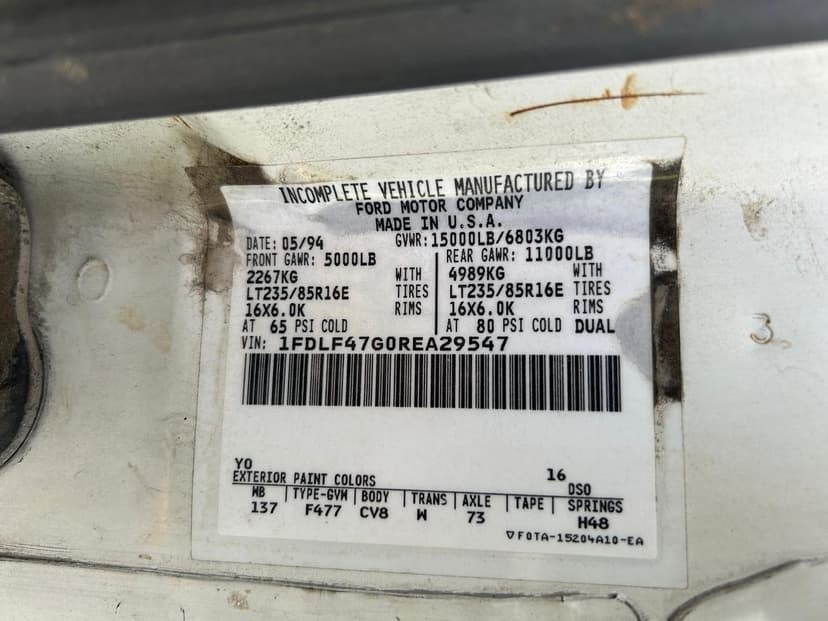 INCOMPLETE VEHICLE MANUFACTURED BY
FORD MOTOR COMPANY
MADE IN U.S.A.
DATE: 05/94 GVWR: 15000LB/6803KG
FRONT GAWR: 5000LB REAR GAWR: 11000LB
2267KG WITH 4989KG WITH
LT235/85R16E TIRES LT235/85R16E TIRES
16X6.0K RIMS 16X6.0K RIMS
AT 65 PSI COLD AT 80 PSI COLD DUAL
VIN: 1FDLF47G0REA29547
YO 16
EXTERIOR PAINT COLORS DSO
WB TYPE-GVW BODY TRANS AXLE TAPE SPRINGS
137 F477 CV8 W 73 H48
F0TA-15204A10-EA
3